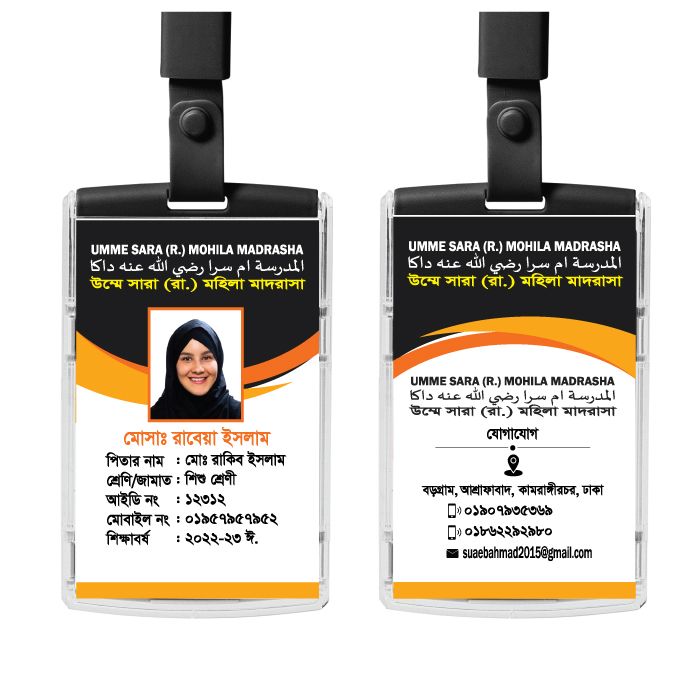 UMME SARA (R.) MOHILA MADRASHA
المدرسة ام سرا رضي الله عنه داكا
উম্মে সারা (রা.) মহিলা মাদরাসা
মোসাঃ রাবেয়া ইসলাম
পিতার নাম : মোঃ রাকিব ইসলাম
শ্রেণি/জামাত : শিশু শ্রেণী
আইডি নং : ১২৩১২
মোবাইল নং : ০১৯৫৭৯৫৭৯৫২
শিক্ষাবর্ষ : ২০২২-২৩ ঈ.
UMME SARA (R.) MOHILA MADRASHA
المدرسة ام سرا رضي الله عنه داكا
উম্মে সারা (রা.) মহিলা মাদরাসা
UMME SARA (R.) MOHILA MADRASHA
المدرسة ام سرا رضي الله عنه داكا
উম্মে সারা (রা.) মহিলা মাদরাসা
যোগাযোগ
বড়গ্রাম, আশ্রাফাবাদ, কামরাঙ্গীরচর, ঢাকা
০১৯০৭৯৩৫৩৬৯
০১৮৬২২৯২৯৮০
suaebahmad2015@gmail.com